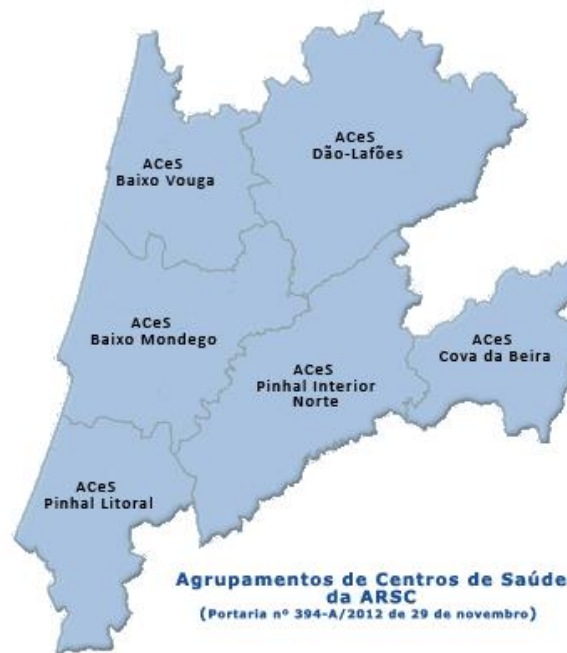 ACeS
Dão-Lafões
ACeS
Baixo Vouga
ACeS
Baixo Mondego
ACeS
Cova da Beira
ACeS
Pinhal Interior
Norte
ACeS
Pinhal Litoral
Agrupamentos de Centros de Saúde
da ARSC
(Portaria nº 394-A/2012 de 29 de novembro)